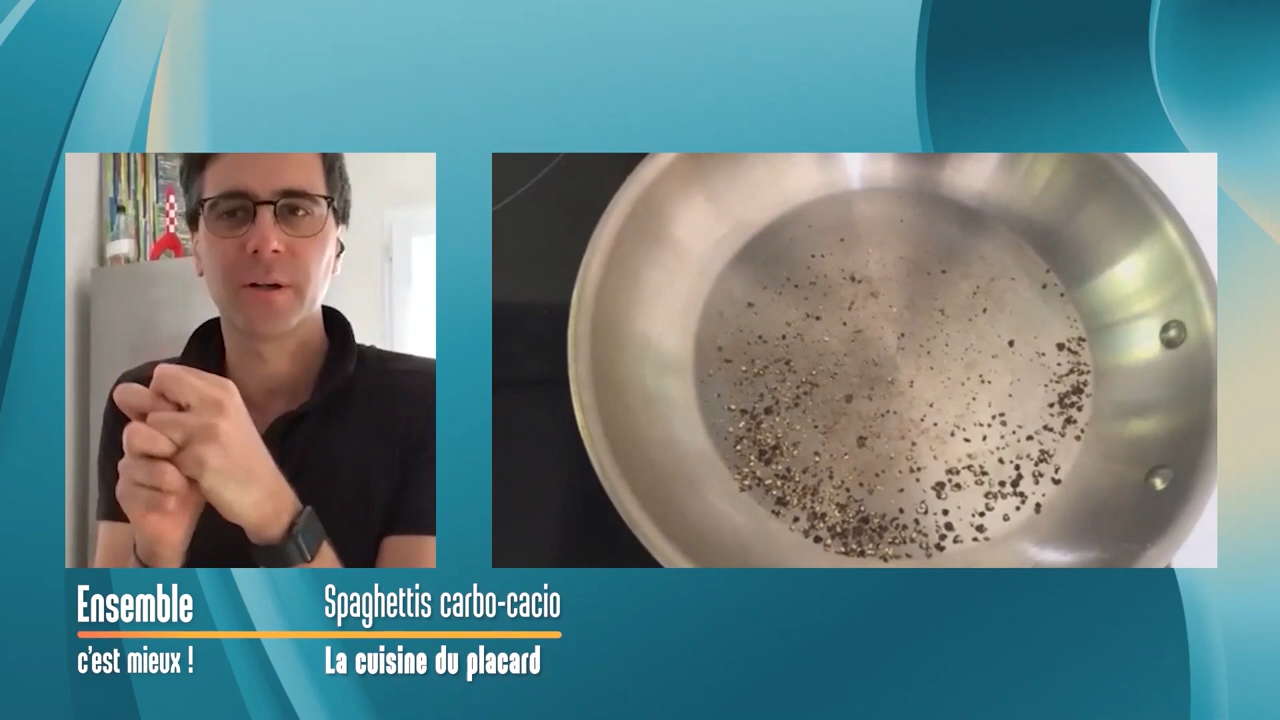 Ensemble
c'est mieux !
Spaghettis carbo-cacio
La cuisine du placard